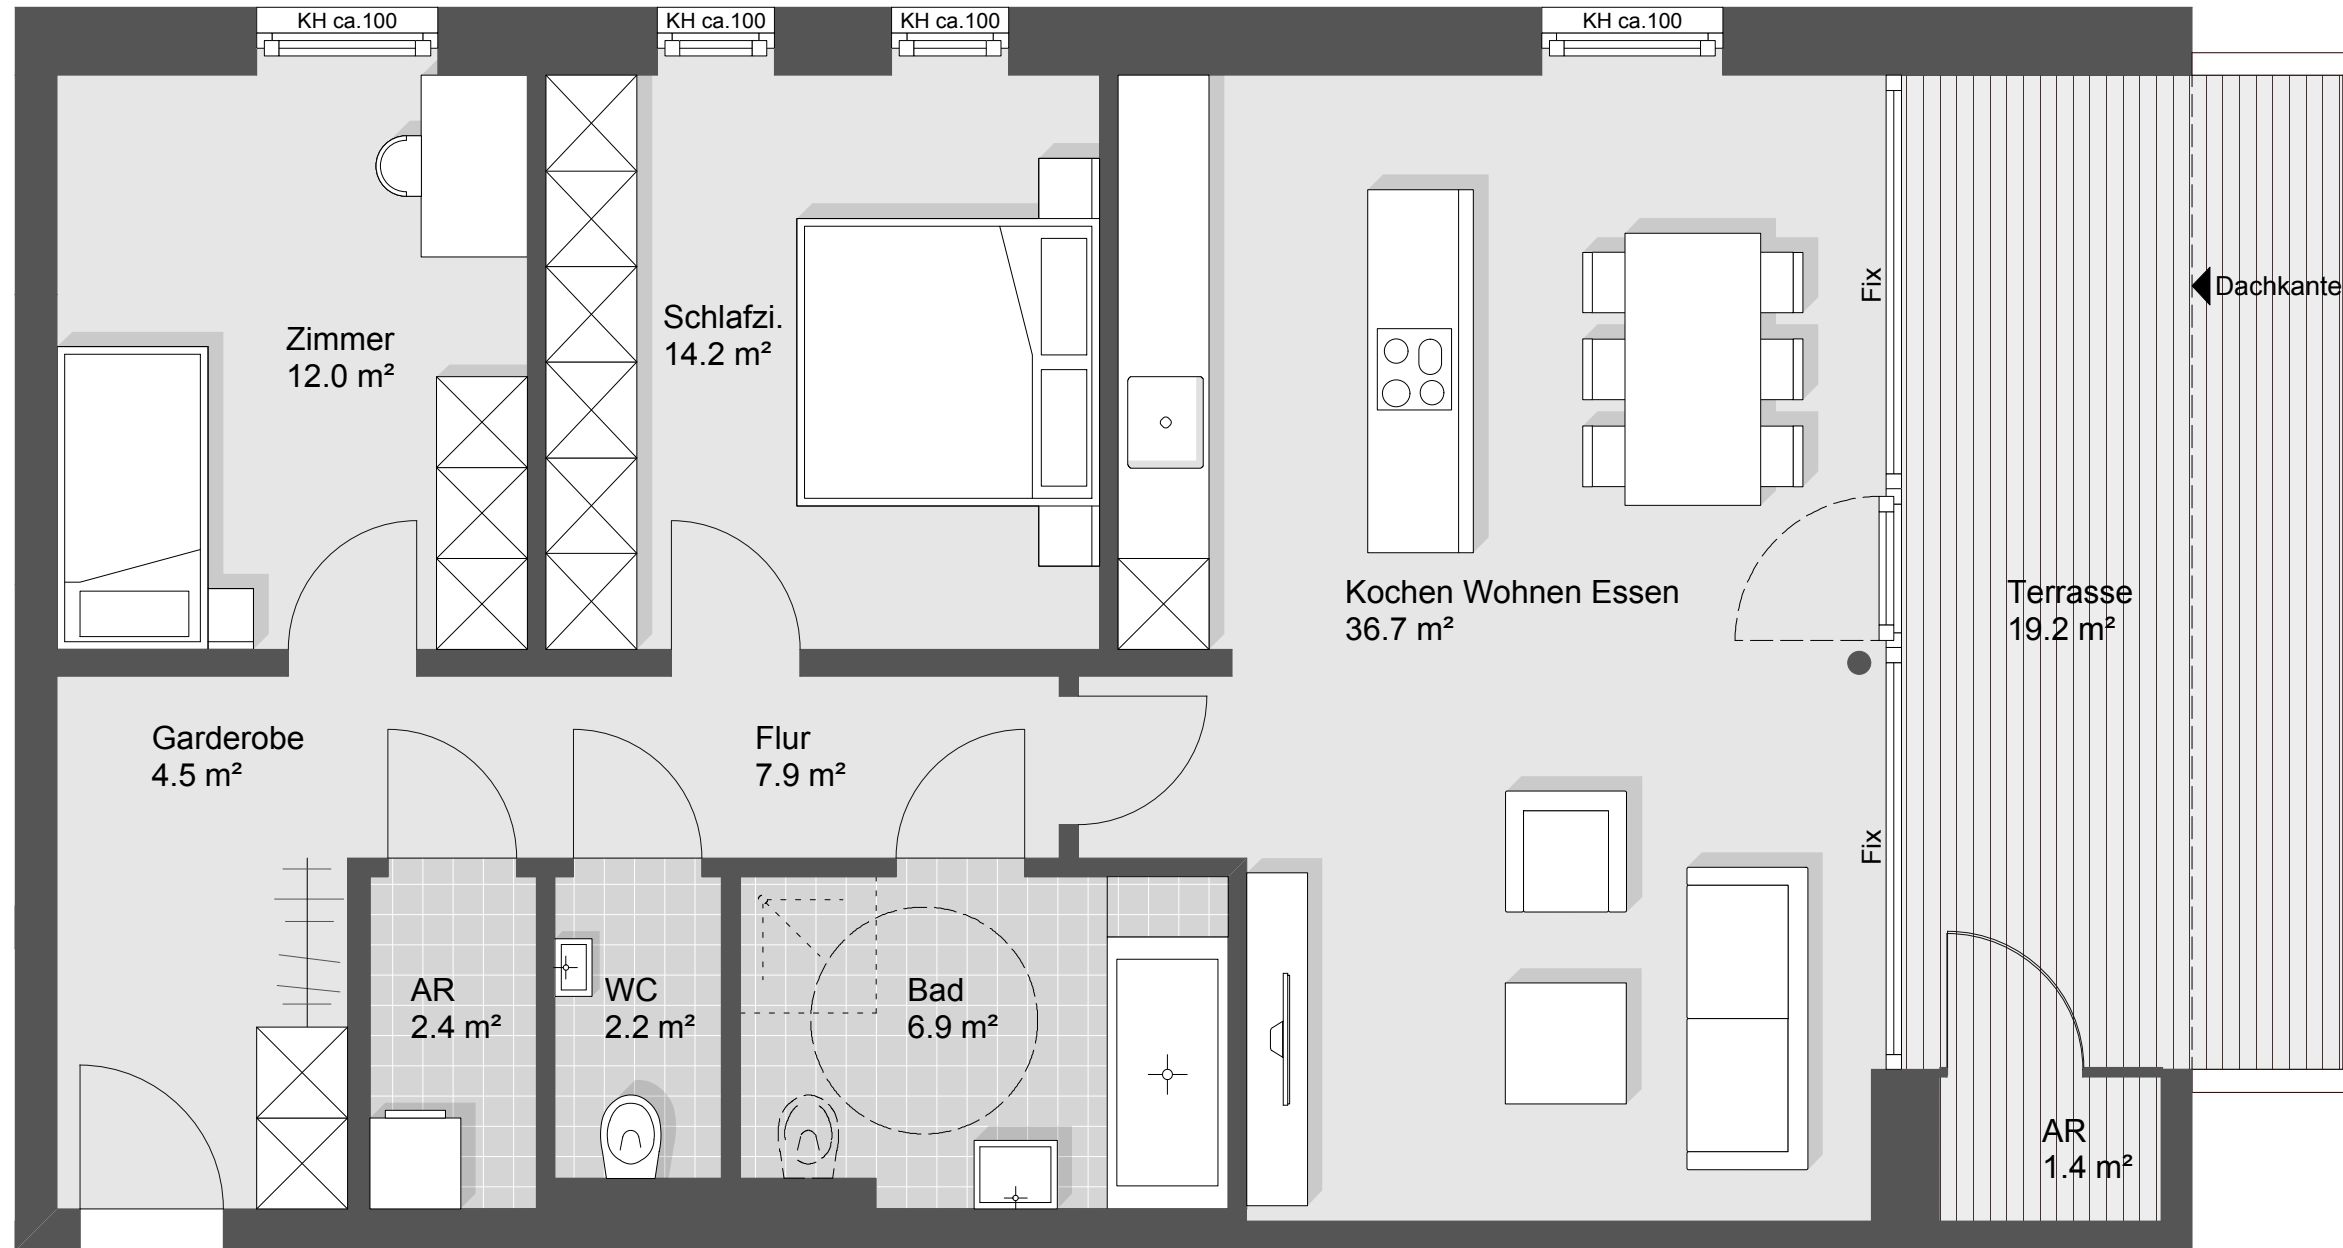 KH ca.100
KH ca.100
KH ca.100
KH ca.100
Fix
Dachkante
Schlafzi.
14.2 m²
Zimmer
12.0 m²
Kochen Wohnen Essen
36.7 m²
Terrasse
19.2 m²
Garderobe
4.5 m²
Flur
7.9 m²
Fix
AR
2.4 m²
WC
2.2 m²
Bad
6.9 m²
AR
1.4 m²